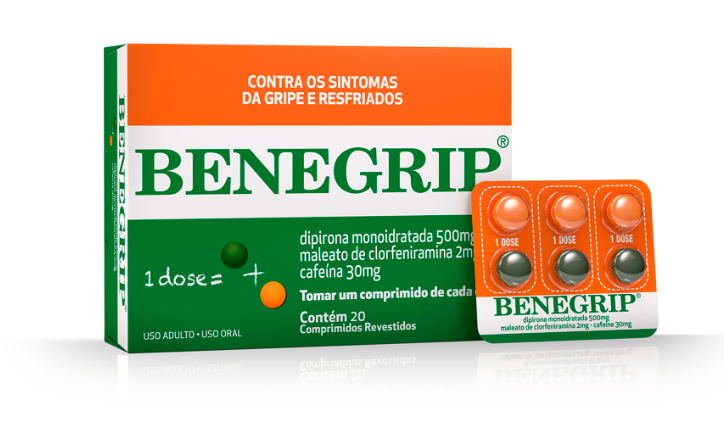 CONTRA OS SINTOMAS
DA GRIPE E RESFRIADOS
BENEGRIP®
BENEGRIP
dipirona monoidratada 500mg
maleato de clorfeniramina 2mg
cafeína 30mg
1 dose = +
Tomar um comprimido de cada
Contém 20
Comprimidos Revestidos
USO ADULTO • USO ORAL
1 DOSE
1 DOSE
1 DOSE
BENEGRIP®
dipirona monoidratada 500mg
maleato de clorfeniramina 2mg - cafeína 30mg